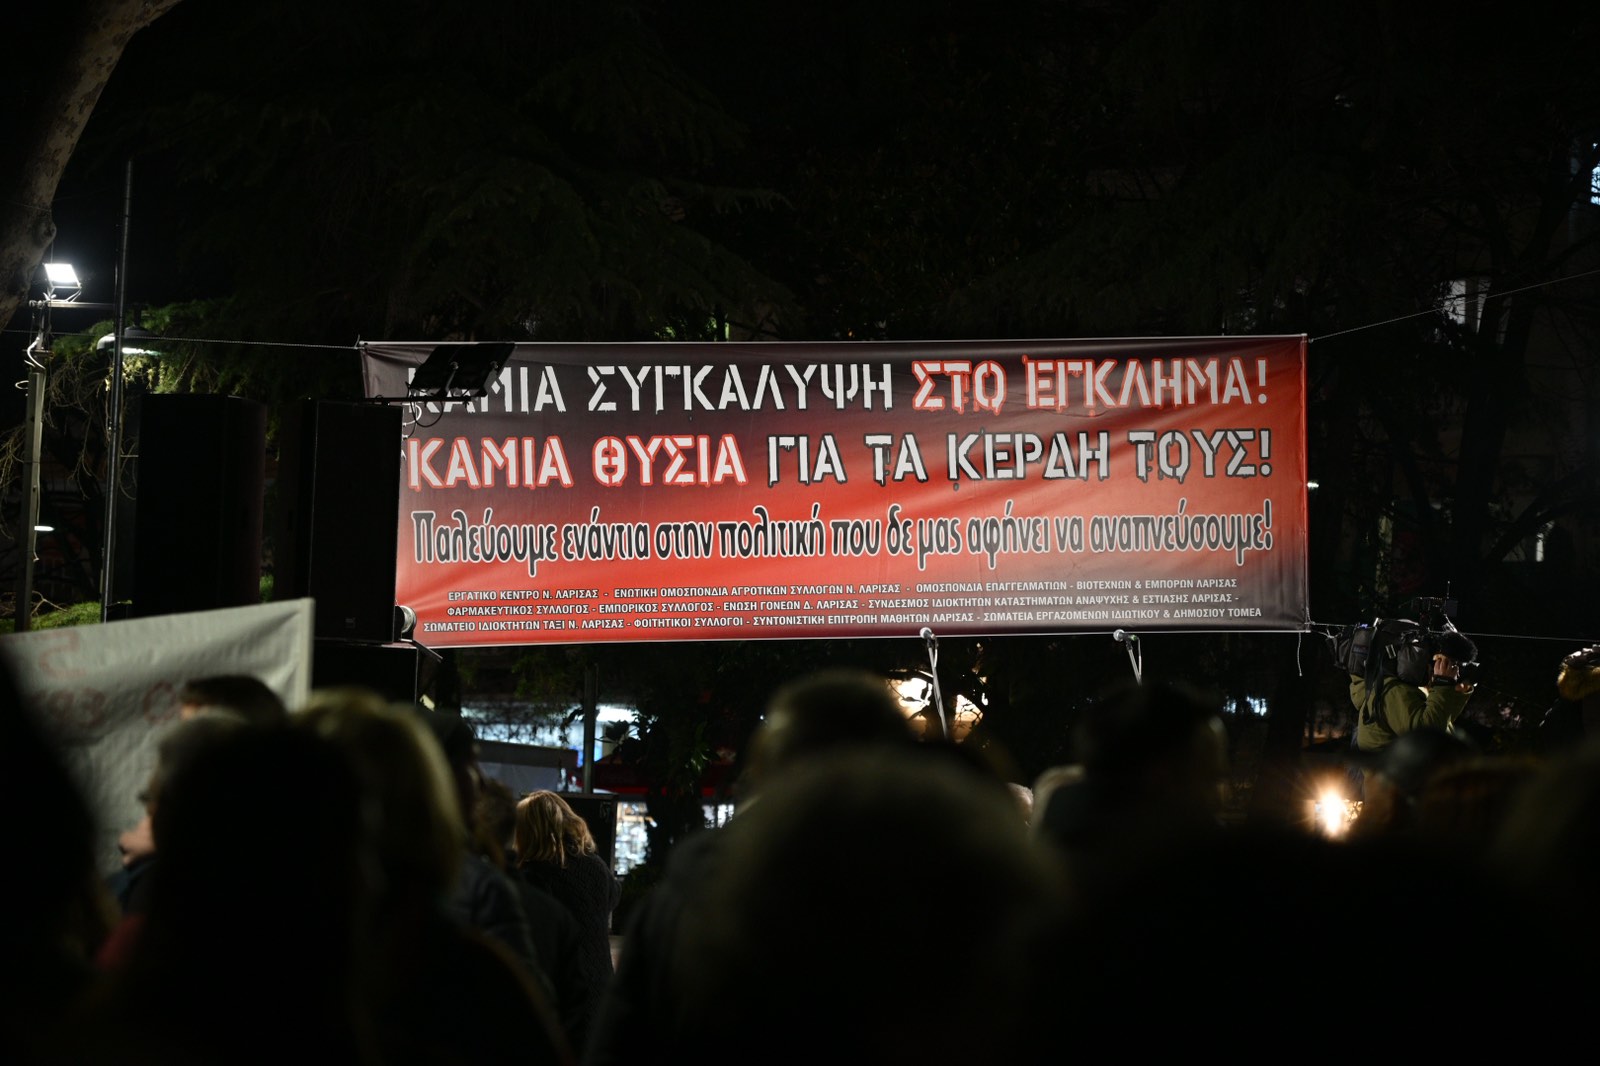 ΚΑΜΙΑ ΣΥΓΚΑΛΥΨΗ ΣΤΟ ΕΓΚΛΗΜΑ!
ΚΑΜΙΑ ΘΥΣΙΑ ΓΙΑ ΤΑ ΚΕΡΔΗ ΤΟΥΣ!
Παλεύουμε ενάντια στην πολιτική που δε μας αφήνει να αναπνεύσουμε!
ΕΡΓΑΤΙΚΟ ΚΕΝΤΡΟ Ν. ΛΑΡΙΣΑΣ - ΕΝΩΤΙΚΗ ΟΜΟΣΠΟΝΔΙΑ ΑΓΡΟΤΙΚΩΝ ΣΥΛΛΟΓΩΝ Ν. ΛΑΡΙΣΑΣ - ΟΜΟΣΠΟΝΔΙΑ ΕΠΑΓΓΕΛΜΑΤΙΩΝ - ΒΙΟΤΕΧΝΩΝ & ΕΜΠΟΡΩΝ ΛΑΡΙΣΑΣ
ΦΑΡΜΑΚΕΥΤΙΚΟΣ ΣΥΛΛΟΓΟΣ - ΕΜΠΟΡΙΚΟΣ ΣΥΛΛΟΓΟΣ - ΕΝΩΣΗ ΓΟΝΕΩΝ Δ. ΛΑΡΙΣΑΣ - ΣΥΝΔΕΣΜΟΣ ΙΔΙΟΚΤΗΤΩΝ ΚΑΤΑΣΤΗΜΑΤΩΝ ΑΝΑΨΥΧΗΣ & ΕΣΤΙΑΣΗΣ ΛΑΡΙΣΑΣ -
ΣΩΜΑΤΕΙΟ ΙΔΙΟΚΤΗΤΩΝ ΤΑΞΙ Ν. ΛΑΡΙΣΑΣ - ΦΟΙΤΗΤΙΚΟΙ ΣΥΛΛΟΓΟΙ - ΣΥΝΤΟΝΙΣΤΙΚΗ ΕΠΙΤΡΟΠΗ ΜΑΘΗΤΩΝ ΛΑΡΙΣΑΣ - ΣΩΜΑΤΕΙΑ ΕΡΓΑΖΟΜΕΝΩΝ ΙΔΙΩΤΙΚΟΥ & ΔΗΜΟΣΙΟΥ ΤΟΜΕΑ